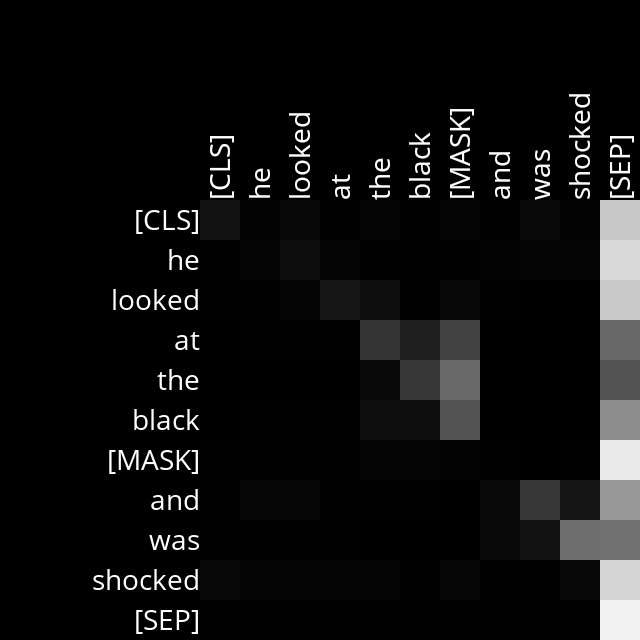 [CLS] he looked at the black [MASK] and was shocked [SEP]
[CLS]
he
looked
at
the
black
[MASK]
and
was
shocked
[SEP]